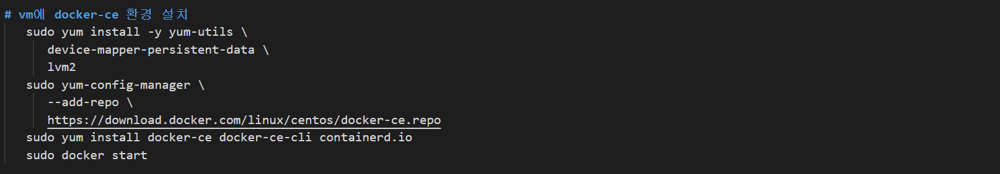 # vm에 docker-ce 환경 설치
sudo yum install -y yum-utils \
device-mapper-persistent-data \
lvm2
sudo yum-config-manager \
--add-repo \
https://download.docker.com/linux/centos/docker-ce.repo
sudo yum install docker-ce docker-ce-cli containerd.io
sudo docker start